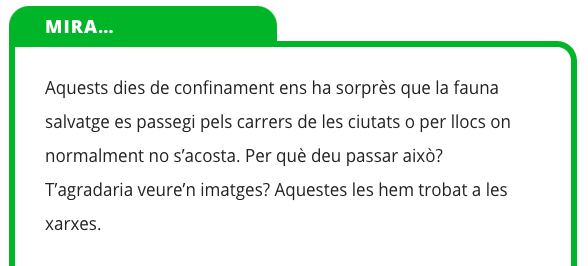 MIRA...
Aquests dies de confinament ens ha sorprès que la fauna
salvatge es passegi pels carrers de les ciutats o per llocs on
normalment no s’acosta. Per què deu passar això?
T’agradaria veure’n imatges? Aquestes les hem trobat a les
xarxes.